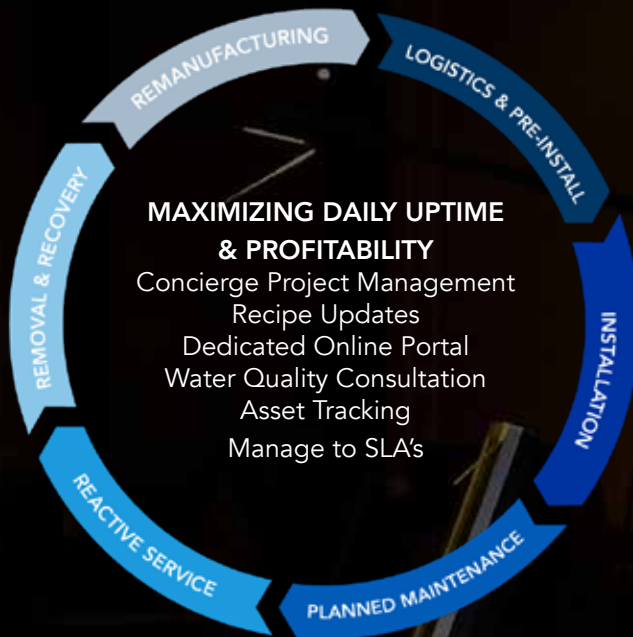 REMANUFACTURING
LOGISTICS & PRE-INSTALL
INSTALLATION
PLANNED MAINTENANCE
REACTIVE SERVICE
REMOVAL & RECOVERY
MAXIMIZING DAILY UPTIME
& PROFITABILITY
Concierge Project Management
Recipe Updates
Dedicated Online Portal
Water Quality Consultation
Asset Tracking
Manage to SLA's